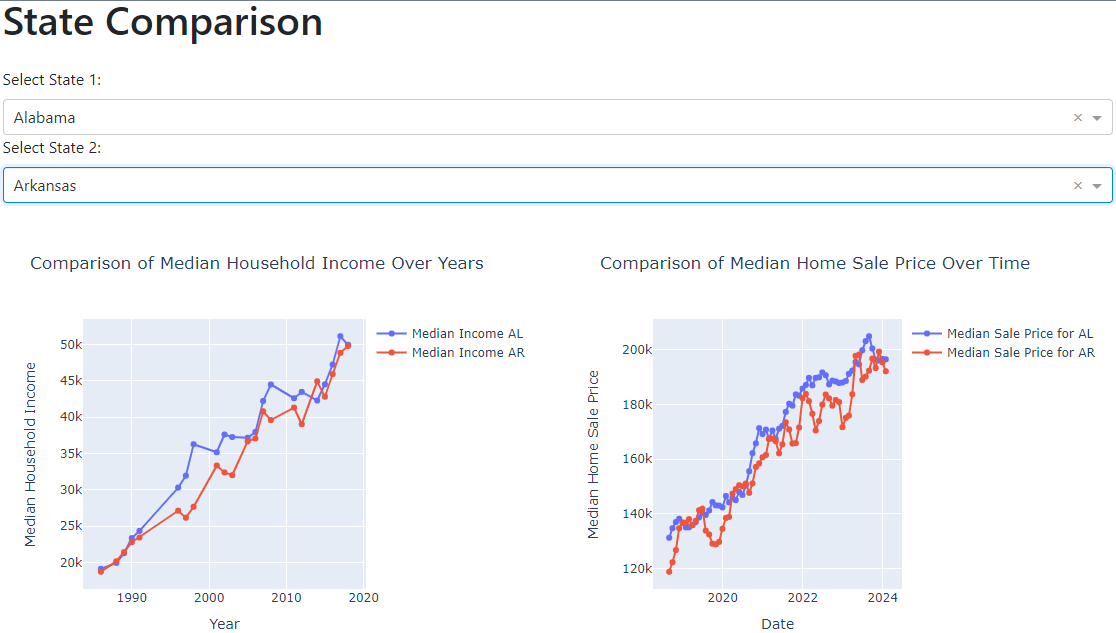 State Comparison
Select State 1:
Alabama
Select State 2:
Arkansas
Comparison of Median Household Income Over Years
Median Household Income
50k
45k
40k
35k
30k
25k
20k
1990 2000 2010 2020
Year
Median Income AL
Median Income AR
Comparison of Median Home Sale Price Over Time
Median Home Sale Price
200k
180k
160k
140k
120k
2020 2022 2024
Date
Median Sale Price for AL
Median Sale Price for AR